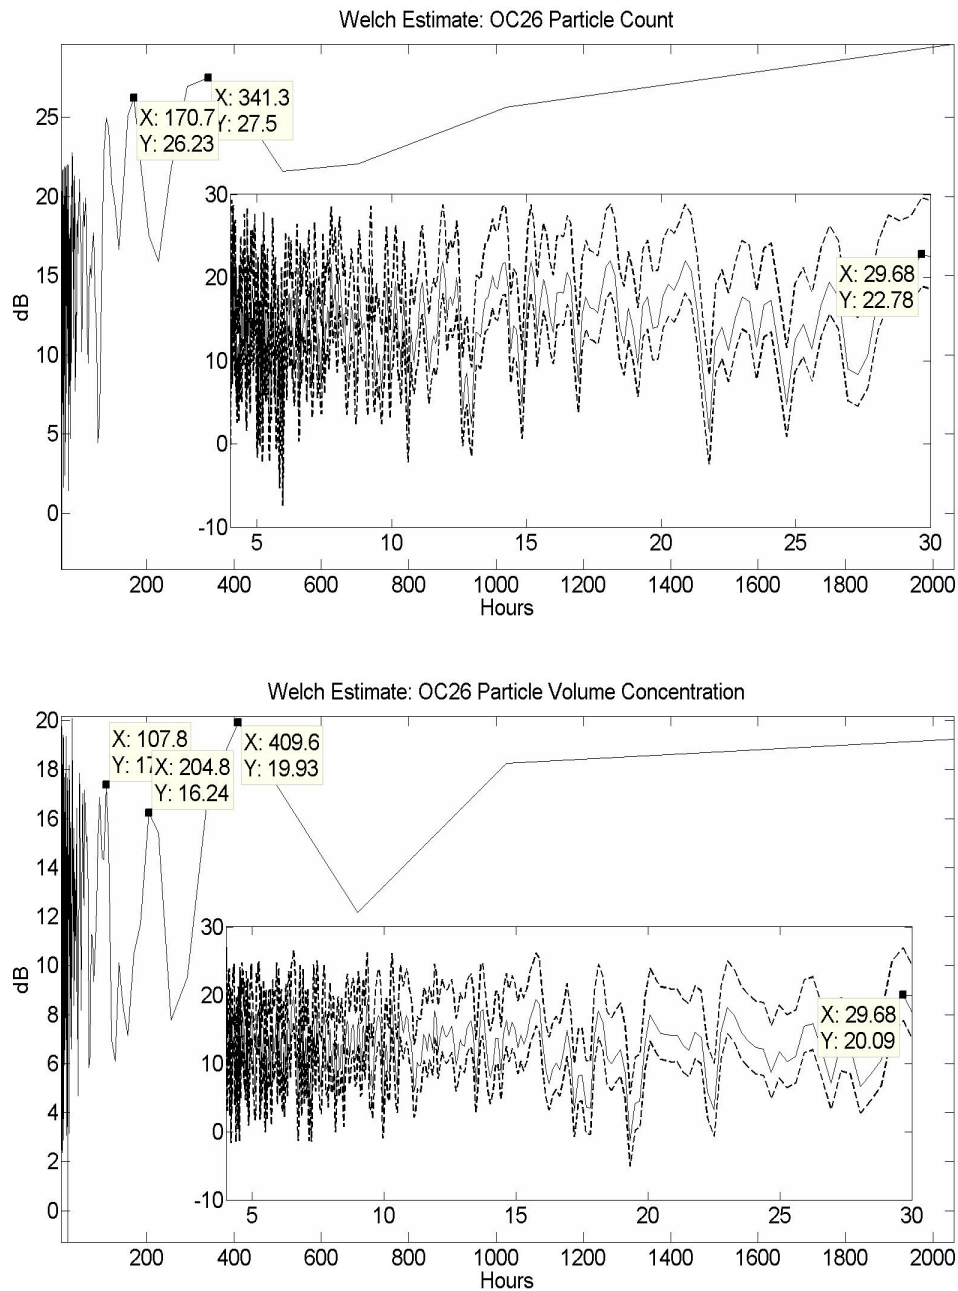 Welch Estimate: OC26 Particle Count
dB
25
20
15
10
5
0
X: 170.7
Y: 26.23
X: 341.3
Y: 27.5
30
20
10
0
-10
X: 29.68
Y: 22.78
5 10 15 20 25 30
200 400 600 800 1000 1200 1400 1600 1800 2000
Hours
Welch Estimate: OC26 Particle Volume Concentration
dB
20
18
16
14
12
10
8
6
4
2
0
X: 107.8
Y: 17
X: 204.8
Y: 16.24
X: 409.6
Y: 19.93
30
20
10
0
-10
X: 29.68
Y: 20.09
5 10 15 20 25 30
200 400 600 800 1000 1200 1400 1600 1800 2000
Hours